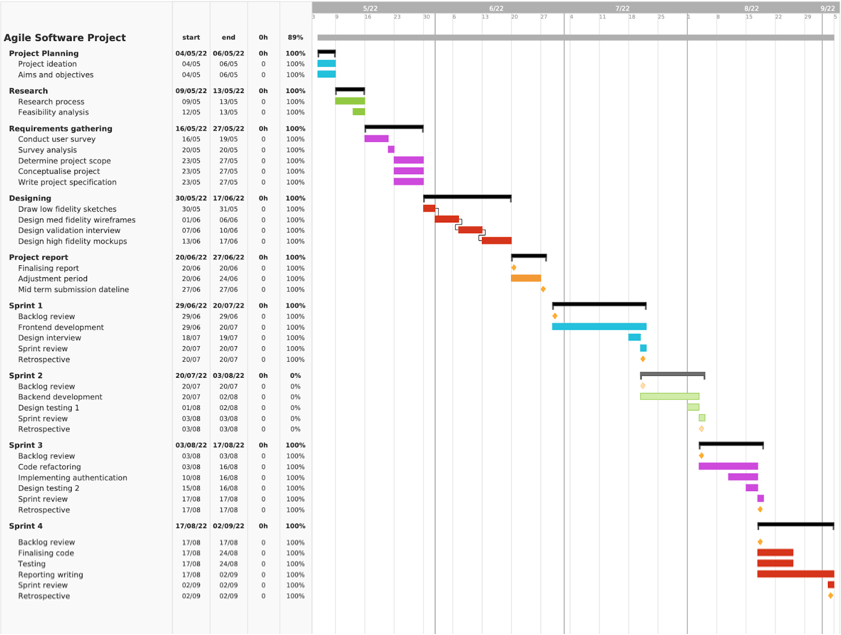 5/22 6/22 7/22 8/22 9/22
3 9 16 23 30 6 13 20 27 4 11 18 25 1 8 16 23 29 5
Agile Software Project start end 0h 89%
Project Planning 04/05/22 06/05/22 0h 100%
Project ideation 04/05 06/05 0 100%
Aims and objectives 04/05 06/05 0 100%
Research 09/05/22 13/05/22 0h 100%
Research process 09/05 13/05 0 100%
Feasibility analysis 12/05 13/05 0 100%
Requirements gathering 16/05/22 27/05/22 0h 100%
Conduct user survey 16/05 19/05 0 100%
Survey analysis 20/05 20/05 0 100%
Determine project scope 23/05 27/05 0 100%
Conceptualise project 23/05 27/05 0 100%
Write project specification 23/05 27/05 0 100%
Designing 30/05/22 17/06/22 0h 100%
Draw low fidelity sketches 30/05 31/05 0 100%
Design med fidelity wireframes 01/06 06/06 0 100%
Design validation interview 07/06 10/06 0 100%
Design high fidelity mockups 13/06 17/06 0 100%
Project report 20/06/22 27/06/22 0h 100%
Finalising report 20/06 20/06 0 100%
Adjustment period 20/06 24/06 0 100%
Mid term submission dateline 27/06 27/06 0 100%
Sprint 1 29/06/22 20/07/22 0h 100%
Backlog review 29/06 29/06 0 100%
Frontend development 29/06 20/07 0 100%
Design interview 18/07 19/07 0 100%
Sprint review 20/07 20/07 0 100%
Retrospective 20/07 20/07 0 100%
Sprint 2 20/07/22 03/08/22 0h 0%
Backlog review 20/07 20/07 0 0%
Backend development 20/07 02/08 0 0%
Design testing 1 01/08 02/08 0 0%
Sprint review 03/08 03/08 0 0%
Retrospective 03/08 03/08 0 0%
Sprint 3 03/08/22 17/08/22 0h 100%
Backlog review 03/08 03/08 0 100%
Code refactoring 03/08 16/08 0 100%
Implementing authentication 10/08 16/08 0 100%
Design testing 2 15/08 16/08 0 100%
Sprint review 17/08 17/08 0 100%
Retrospective 17/08 17/08 0 100%
Sprint 4 17/08/22 02/09/22 0h 100%
Backlog review 17/08 17/08 0 100%
Finalising code 17/08 24/08 0 100%
Testing 17/08 24/08 0 100%
Reporting writing 17/08 02/09 0 100%
Sprint review 02/09 02/09 0 100%
Retrospective 02/09 02/09 0 100%